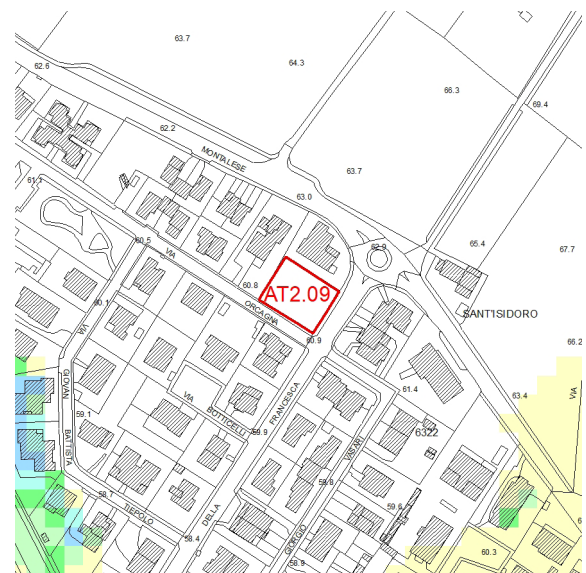 63.7
62.6
64.3
66.3
69.4
62.2
MONTALESE
63.7
61.1
63.0
60.5
VIA
62.9
65.4
67.7
60.8
AT2.09
ORCAGNA
SANT'ISIDORO
60.1
VIA
60.9
66.2
GIOVAN
BATTISTA
VIA
BOTTICELLI
FRANCESCA
61.4
63.4
VIA
59.1
59.9
VASARI
6322
58.7
TIEPOLO
59.8
59.6
DELLA
58.4
GIORGIO
58.9
60.3